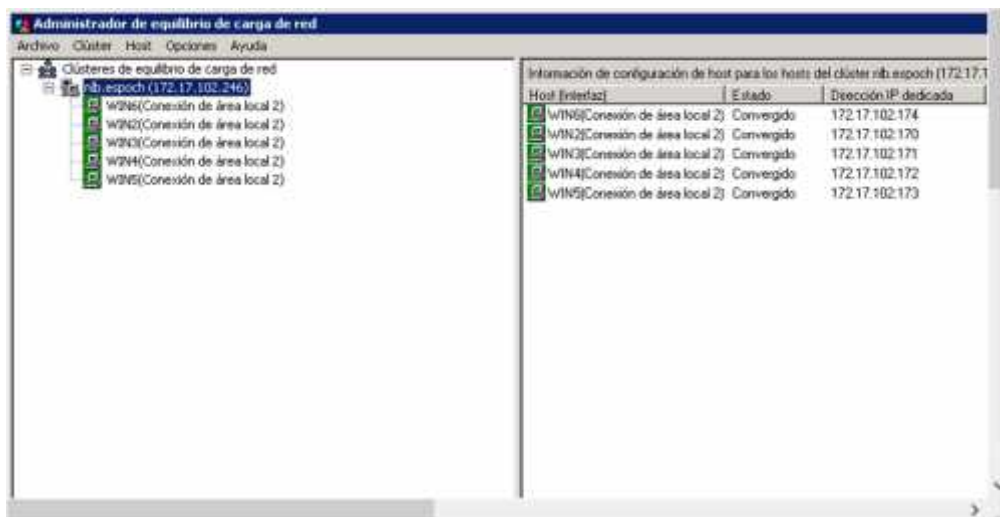 Administrador de equilibrio de carga de red
Archivo Clúster Host Opciones Ayuda
Clústeres de equilibrio de carga de red
nlb.espoch (172.17.102.246)
WIN6(Conexión de área local 2)
WIN2(Conexión de área local 2)
WIN3(Conexión de área local 2)
WIN4(Conexión de área local 2)
WIN5(Conexión de área local 2)
Información de configuración de host para los hosts del clúster nlb.espoch (172.17.1
Host (Interfaz) Estado Dirección IP dedicada
WIN6(Conexión de área local 2) Convergido 172.17.102.174
WIN2(Conexión de área local 2) Convergido 172.17.102.170
WIN3(Conexión de área local 2) Convergido 172.17.102.171
WIN4(Conexión de área local 2) Convergido 172.17.102.172
WIN5(Conexión de área local 2) Convergido 172.17.102.173